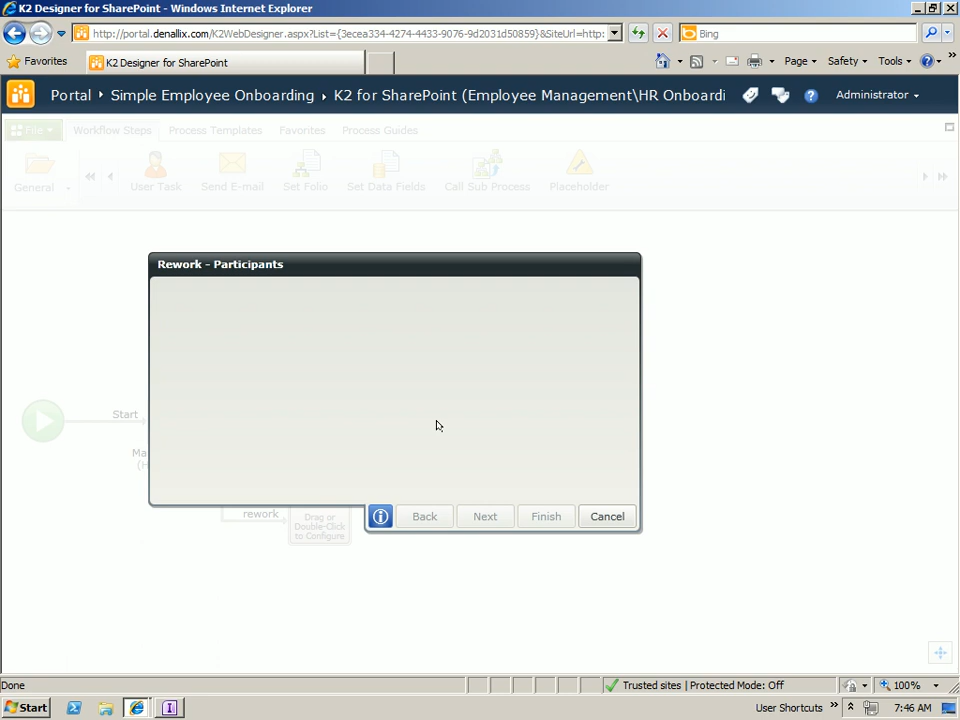 K2 Designer for SharePoint - Windows Internet Explorer
http://portal.denallix.com/K2WebDesigner.aspx?List={3ecea334-4274-4433-9076-9d2031d50859}&SiteUrl=http:
Bing
Favorites
K2 Designer for SharePoint
Page
Safety
Tools
Portal
Simple Employee Onboarding
K2 for SharePoint (Employee Management\HR Onboardi
Administrator
File
Workflow Steps
Process Templates
Favorites
Process Guides
General
User Task
Send E-mail
Set Folio
Set Data Fields
Call Sub Process
Placeholder
Rework - Participants
Start
Ma
(H
rework
Drag or
Double-Click
to Configure
Back
Next
Finish
Cancel
Done
Trusted sites | Protected Mode: Off
100%
Start
User Shortcuts
7:46 AM